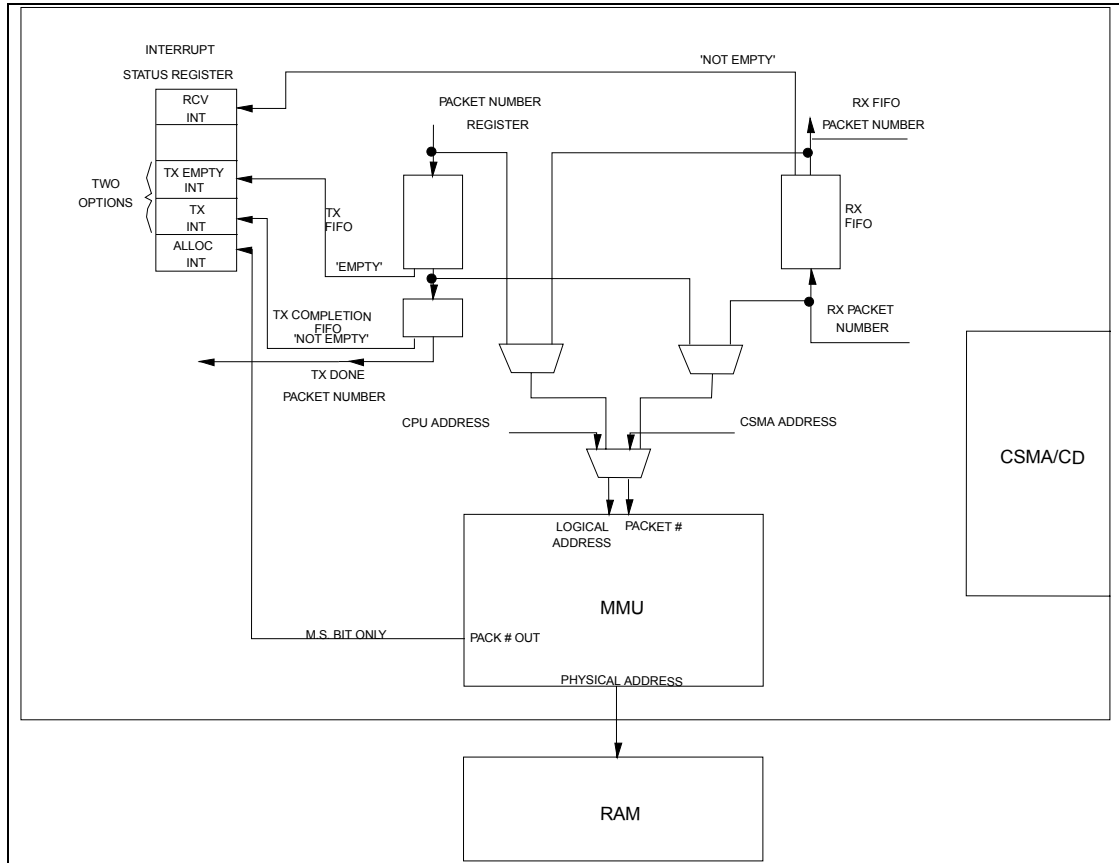 INTERRUPT
STATUS REGISTER
RCV
INT
TX EMPTY
INT
TX
INT
ALLOC
INT
TWO
OPTIONS
'NOT EMPTY'
PACKET NUMBER
REGISTER
RX FIFO
PACKET NUMBER
TX
FIFO
RX
FIFO
'EMPTY'
TX COMPLETION
FIFO
'NOT EMPTY'
TX DONE
PACKET NUMBER
RX PACKET
NUMBER
CPU ADDRESS
CSMA ADDRESS
CSMA/CD
LOGICAL
ADDRESS
PACKET #
MMU
M.S. BIT ONLY
PACK # OUT
PHYSICAL ADDRESS
RAM